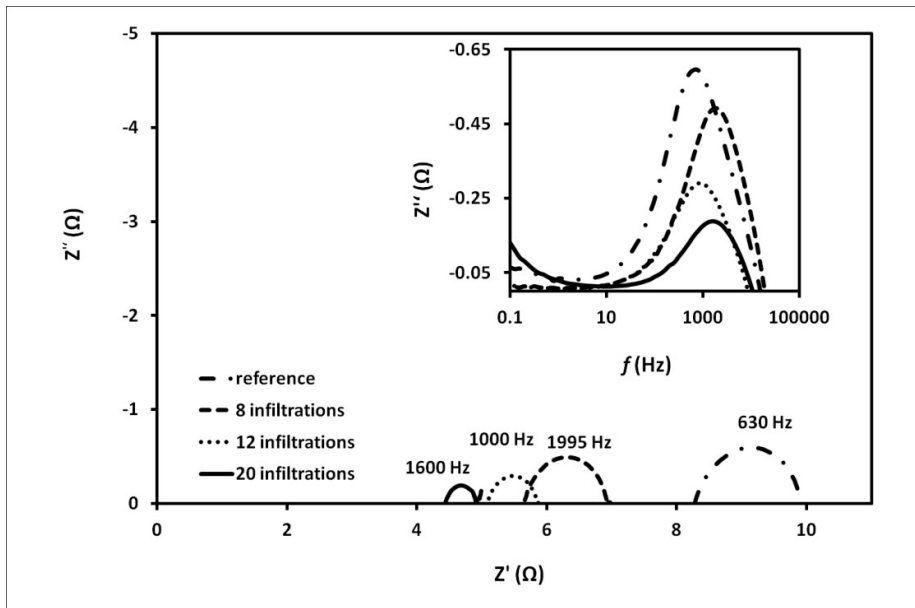 -5
-4
-3
-2
-1
0
Z'' (Ω)
0
2
4
6
8
10
Z' (Ω)
reference
8 infiltrations
12 infiltrations
20 infiltrations
1600 Hz
1000 Hz
1995 Hz
630 Hz
-0.65
-0.45
-0.25
-0.05
Z'' (Ω)
0.1
10
1000
100000
f (Hz)